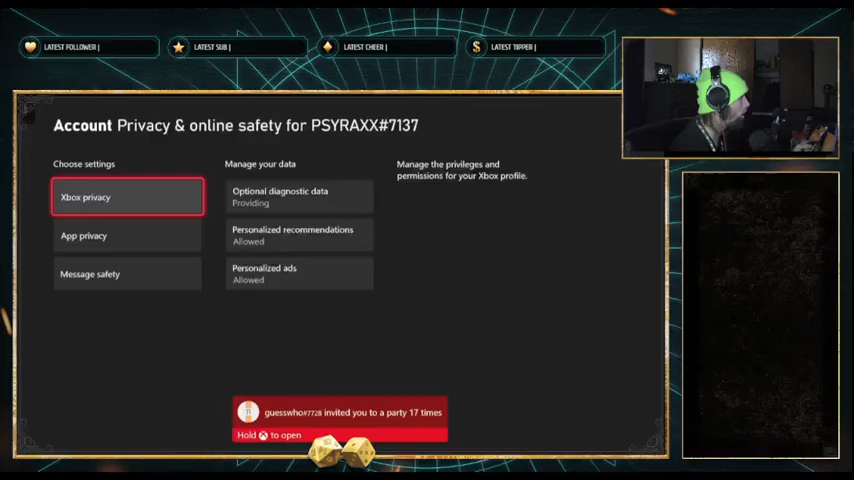 LATEST FOLLOWER |
LATEST SUB |
LATEST CHEER |
$
LATEST TIPPER |
Account Privacy & online safety for PSYRAXX#7137
Choose settings
Xbox privacy
App privacy
Message safety
Manage your data
Optional diagnostic data
Providing
Personalized recommendations
Allowed
Personalized ads
Allowed
Manage the privileges and
permissions for your Xbox profile.
guesswho#7728 invited you to a party 17 times
Hold X to open